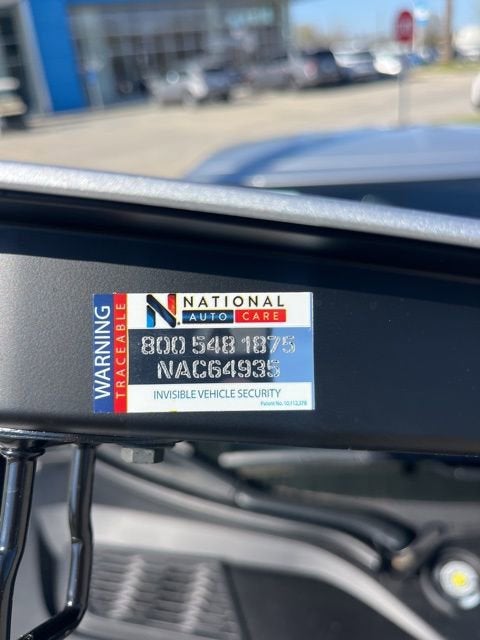 WARNING
TRACEABLE
N. NATIONAL
AUTO CARE
800 548 1875
NAC64935
INVISIBLE VEHICLE SECURITY